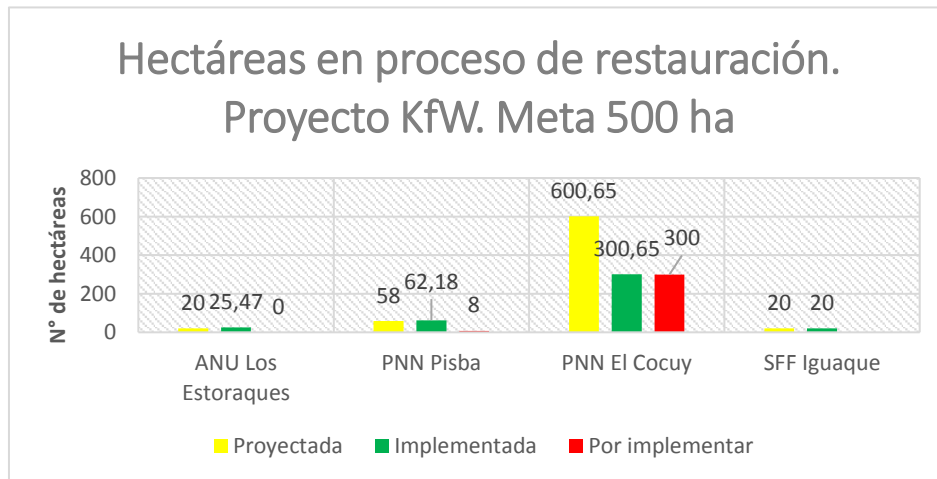 Hectáreas en proceso de restauración.
Proyecto KfW. Meta 500 ha
N° de hectáreas
800
600
400
200
0
20
25,47
0
58
62,18
8
600,65
300,65
300
20
20
ANU Los
Estoraques
PNN Pisba
PNN El Cocuy
SFF Iguaque
Proyectada
Implementada
Por implementar